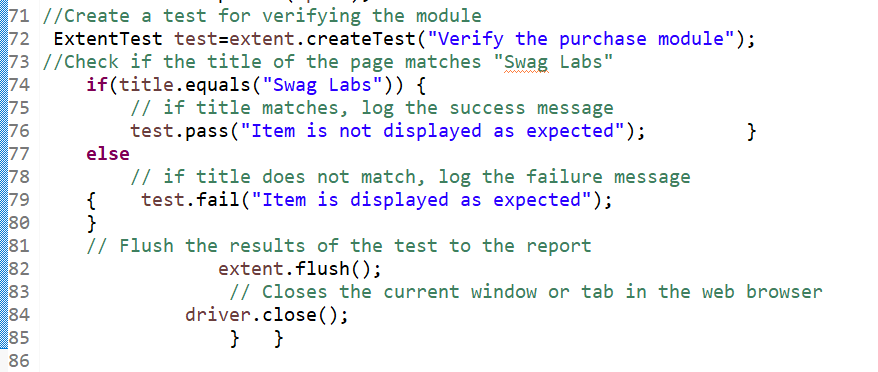 71 //Create a test for verifying the module
72 ExtentTest test=extent.createTest("Verify the purchase module");
73 //Check if the title of the page matches "Swag Labs"
74 if(title.equals("Swag Labs")) {
75 // if title matches, log the success message
76 test.pass("Item is not displayed as expected"); }
77 else
78 // if title does not match, log the failure message
79 { test.fail("Item is displayed as expected");
80 }
81 // Flush the results of the test to the report
82 extent.flush();
83 // Closes the current window or tab in the web browser
84 driver.close();
85 } }
86